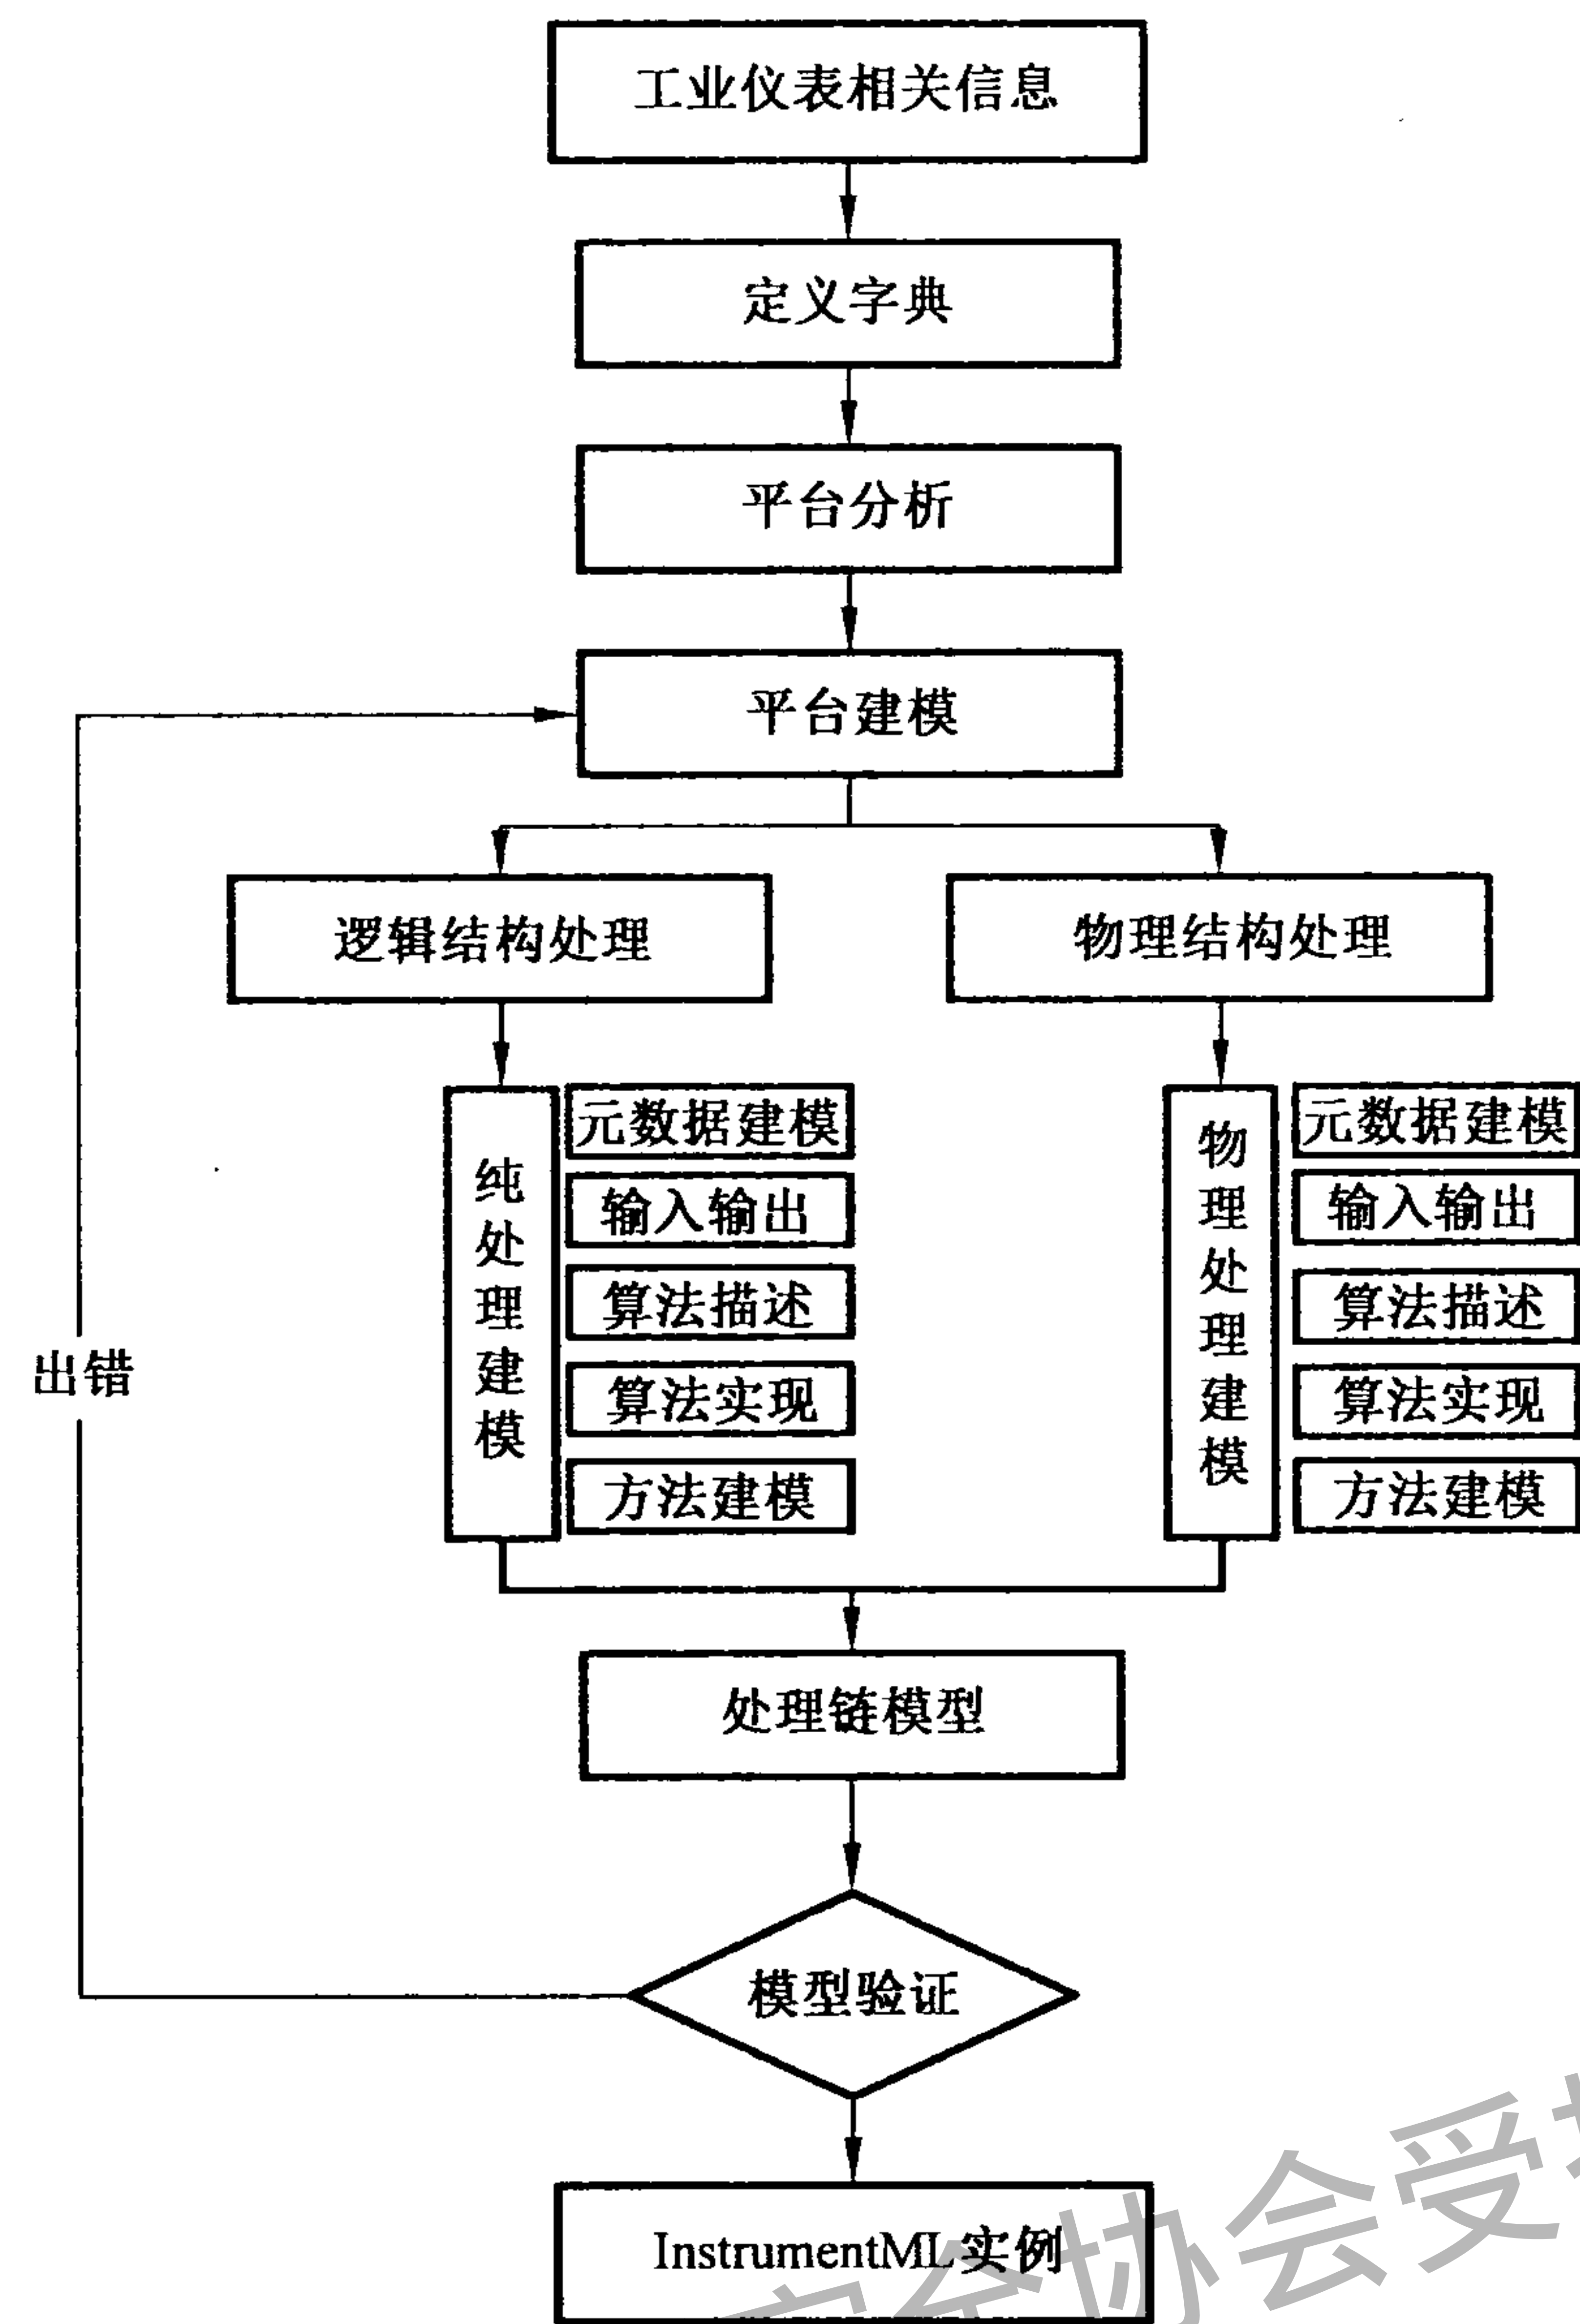 工业仪表相关信息
定义字典
平台分析
平台建模
逻辑结构处理
物理结构处理
纯处理建模
元数据建模
输入输出
算法描述
算法实现
方法建模
物理处理建模
元数据建模
输入输出
算法描述
算法实现
方法建模
出错
处理链模型
模型验证
InstrumentML实例
协会受